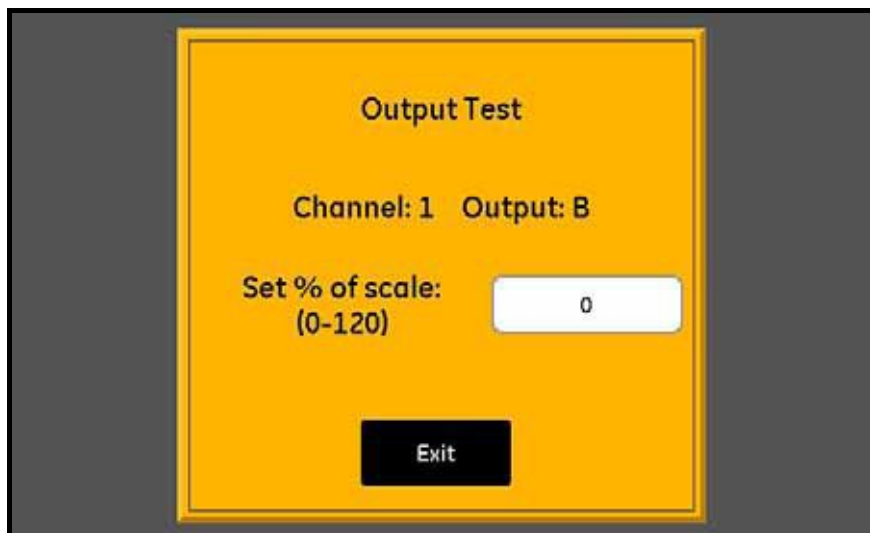 Output Test
Channel: 1 Output: B
Set % of scale:
(0-120)
0
Exit